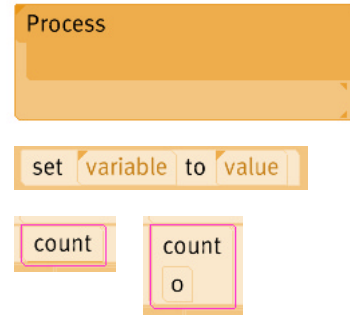 Process
set variable to value
count
count
o